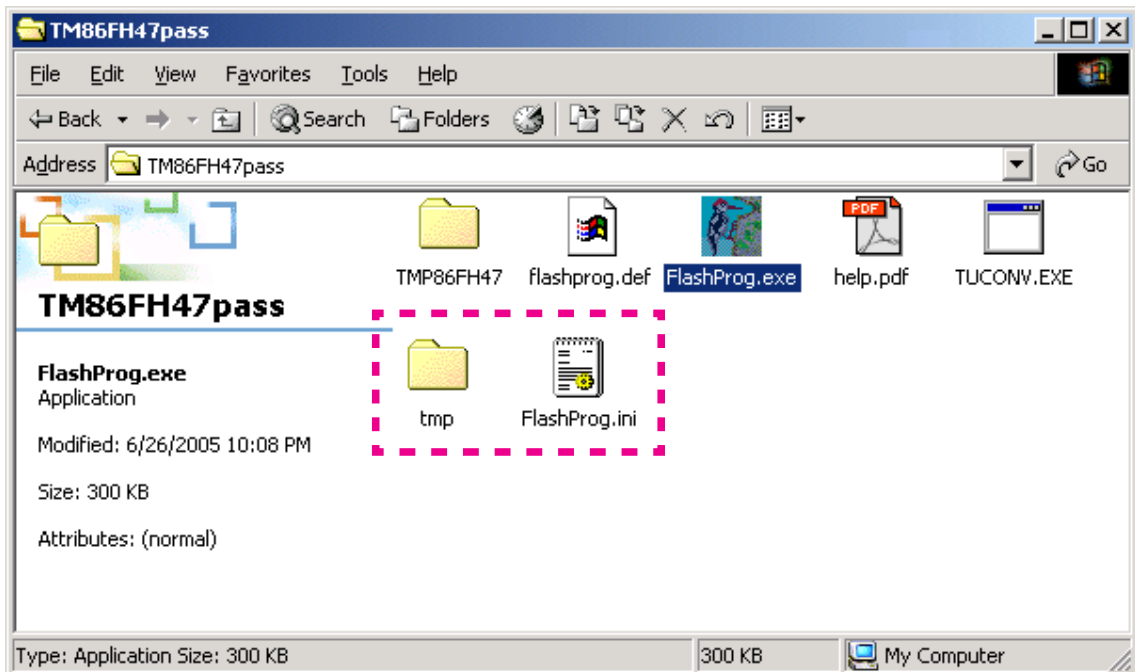 TM86FH47pass
File Edit View Favorites Tools Help
Back Search Folders
Address TM86FH47pass Go
PDF
TMP86FH47 flashprog.def FlashProg.exe help.pdf TUCONV.EXE
TM86FH47pass
tmp FlashProg.ini
FlashProg.exe
Application
Modified: 6/26/2005 10:08 PM
Size: 300 KB
Attributes: (normal)
Type: Application Size: 300 KB 300 KB My Computer